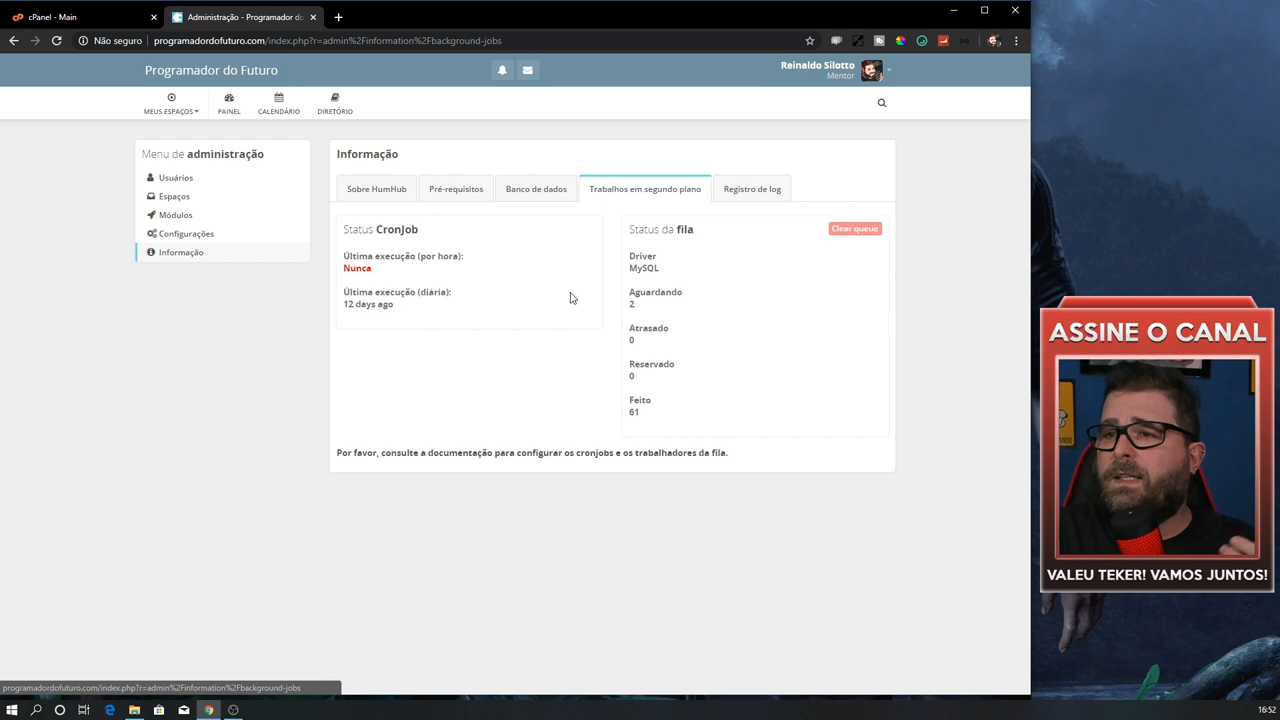 cPanel - Main
Administração - Programador do
Não seguro
programadordofuturo.com/index.php?r=admin%2Finformation%2Fbackground-jobs
Programador do Futuro
Reinaldo Silotto
Mentor
MEUS ESPAÇOS
PAINEL
CALENDÁRIO
DIRETÓRIO
Menu de administração
Usuários
Espaços
Módulos
Configurações
Informação
Informação
Sobre HumHub
Pré-requisitos
Banco de dados
Trabalhos em segundo plano
Registro de log
Status CronJob
Última execução (por hora):
Nunca
Última execução (diária):
12 days ago
Status da fila
Clear queue
Driver
MySQL
Aguardando
2
Atrasado
0
Reservado
0
Feito
61
Por favor, consulte a documentação para configurar os cronjobs e os trabalhadores da fila.
ASSINE O CANAL
VALEU TEKER! VAMOS JUNTOS!
programadordofuturo.com/index.php?r=admin%2Finformation%2Fbackground-jobs
16:52